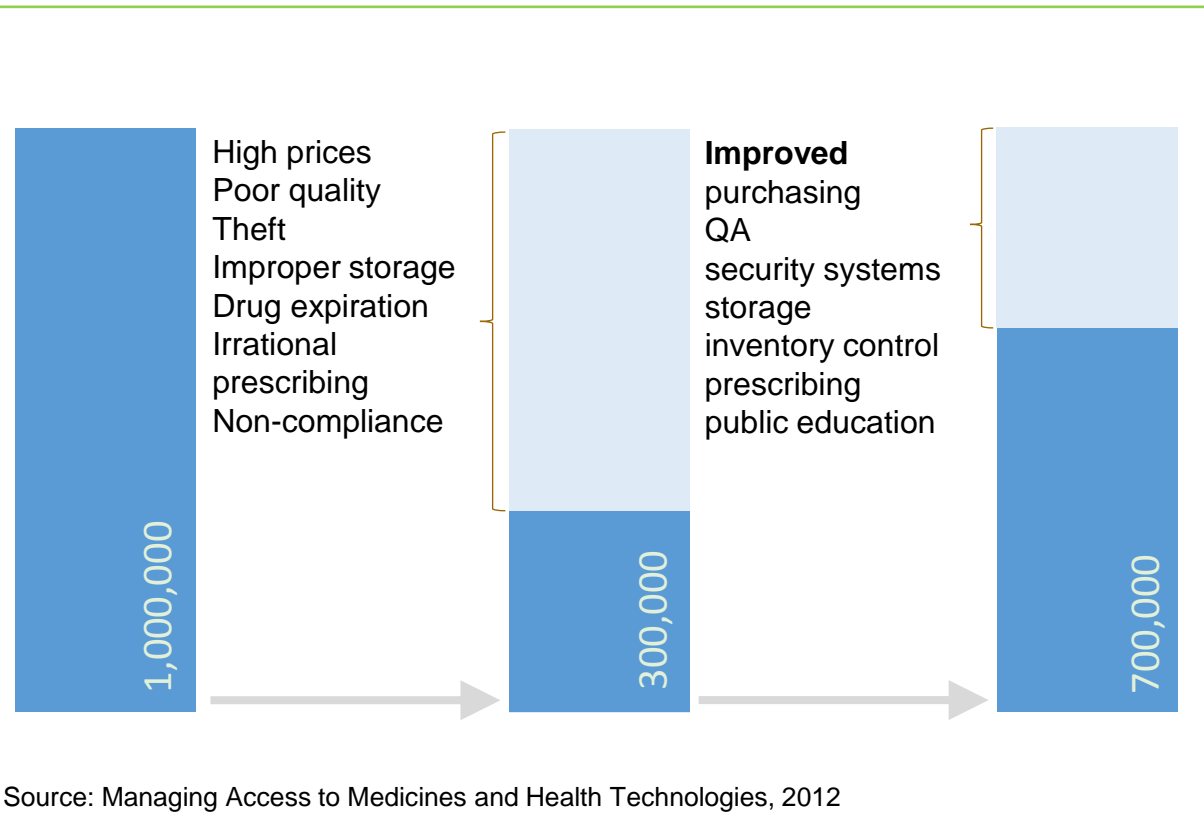 High prices
Poor quality
Theft
Improper storage
Drug expiration
Irrational
prescribing
Non-compliance
Improved
purchasing
QA
security systems
storage
inventory control
prescribing
public education
1,000,000
300,000
700,000
Source: Managing Access to Medicines and Health Technologies, 2012